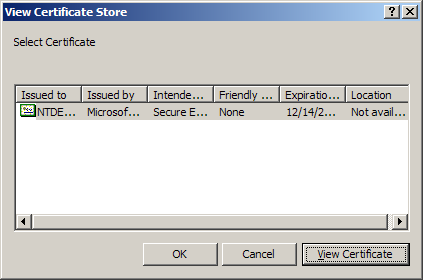 View Certificate Store
Select Certificate
Issued to Issued by Intende... Friendly ... Expiratio... Location
NTDE... Microsof... Secure E... None 12/14/2... Not avail...
OK Cancel View Certificate